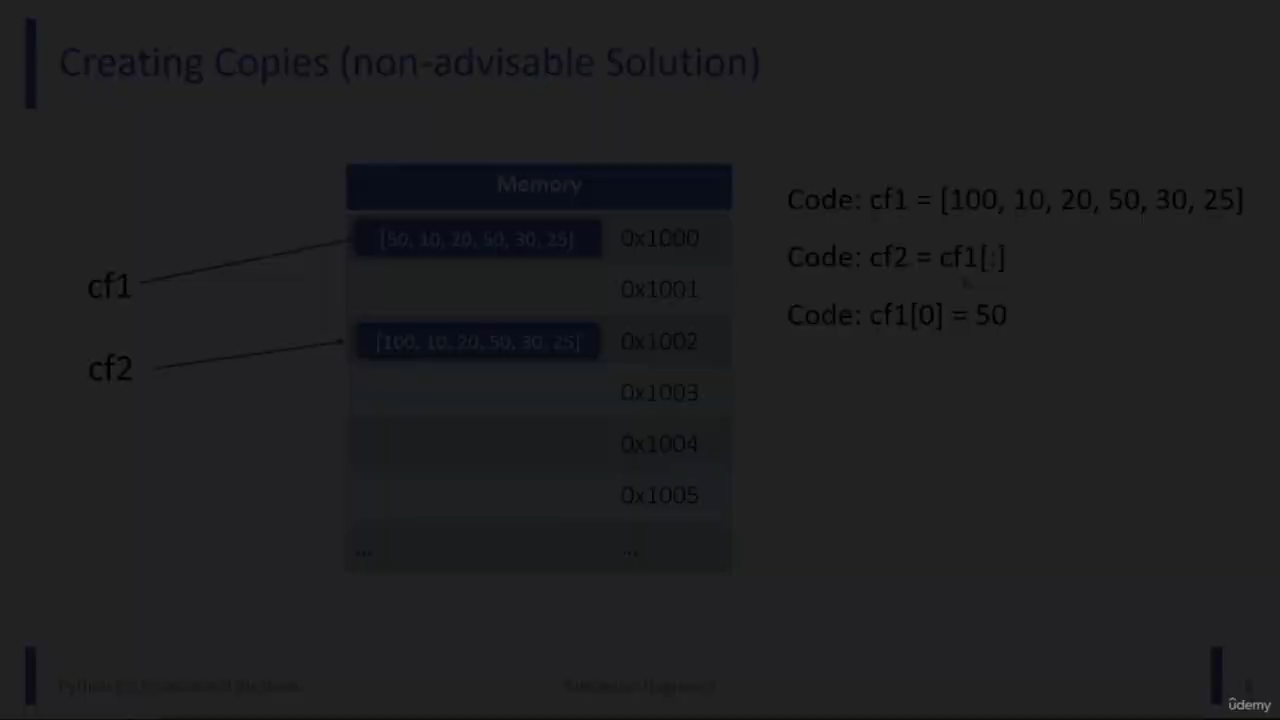 Creating Copies (non-advisable Solution)
Memory
[50, 10, 20, 50, 30, 25] 0x1000
0x1001
[100, 10, 20, 50, 30, 25] 0x1002
0x1003
0x1004
0x1005
... ...
cf1
cf2
Code: cf1 = [100, 10, 20, 50, 30, 25]
Code: cf2 = cf1[:]
Code: cf1[0] = 50
Python
udemy